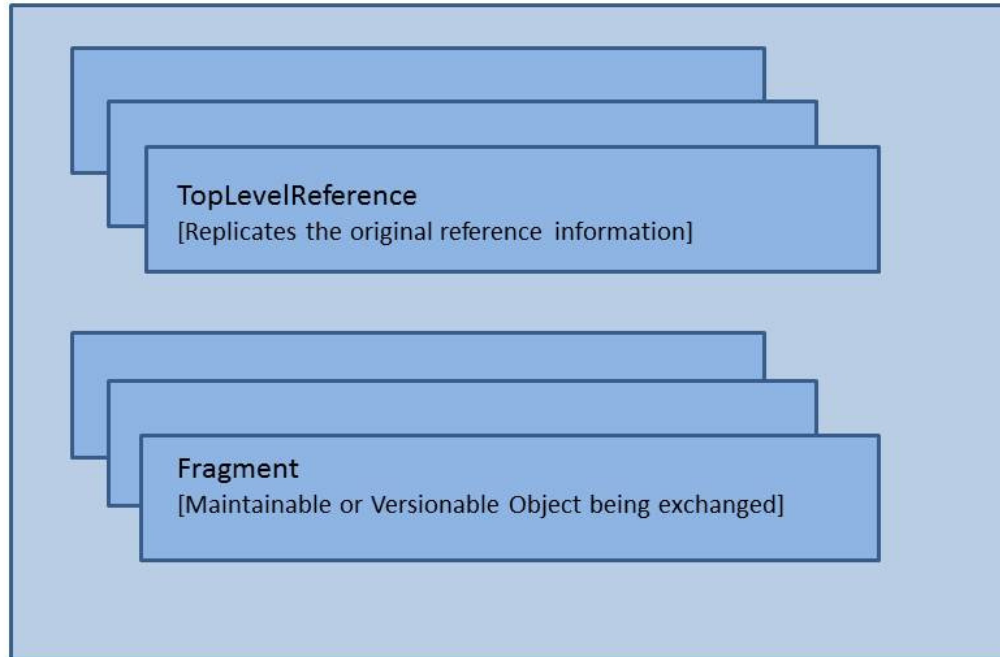 TopLevelReference
[Replicates the original reference information]
Fragment
[Maintainable or Versionable Object being exchanged]